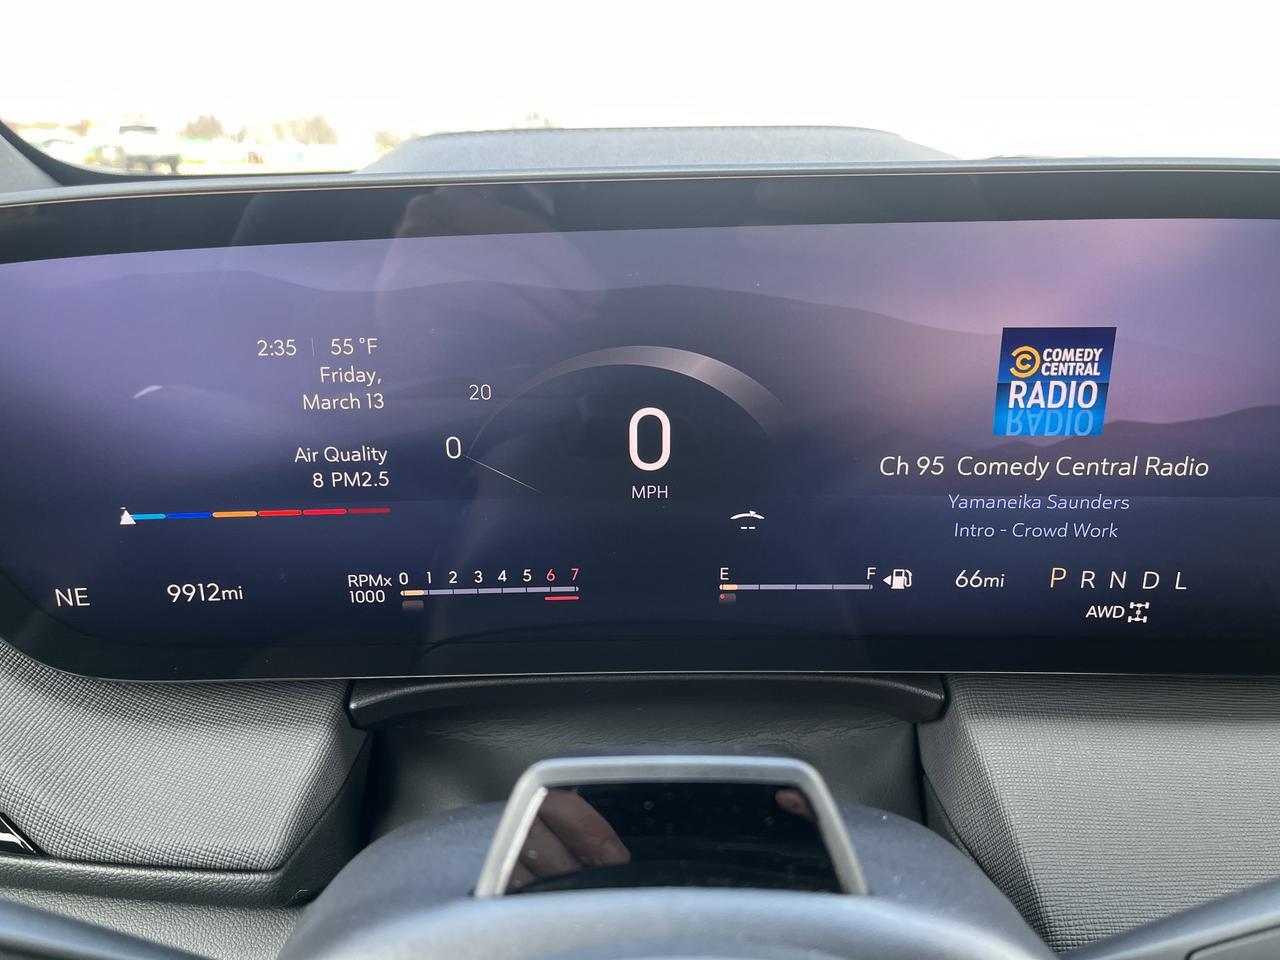 2:35 55 °F
Friday,
March 13
Air Quality
8 PM2.5
20
0
0
MPH
--
COMEDY
CENTRAL
RADIO
RADIO
Ch 95 Comedy Central Radio
Yamaneika Saunders
Intro - Crowd Work
NE
9912mi
RPMx
1000
0 1 2 3 4 5 6 7
E F
66mi
P R N D L
AWD